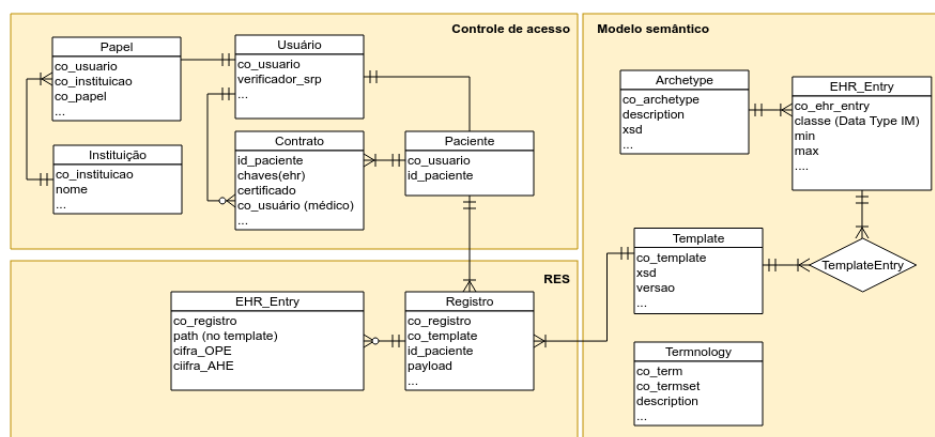 Controle de acesso
Papel
co_usuario
co_instituicao
co_papel
...
Usuário
co_usuario
verificador_srp
...
Instituição
co_instituicao
nome
...
Contrato
id_paciente
chaves(ehr)
certificado
co_usuário (médico)
...
Paciente
co_usuario
id_paciente
RES
EHR_Entry
co_registro
path (no template)
cifra_OPE
ciifra_AHE
Registro
co_registro
co_template
id_paciente
payload
...
Modelo semântico
Archetype
co_archetype
description
xsd
...
EHR_Entry
co_ehr_entry
classe (Data Type IM)
min
max
....
Template
co_template
xsd
versao
...
TemplateEntry
Termnology
co_term
co_termset
description
...